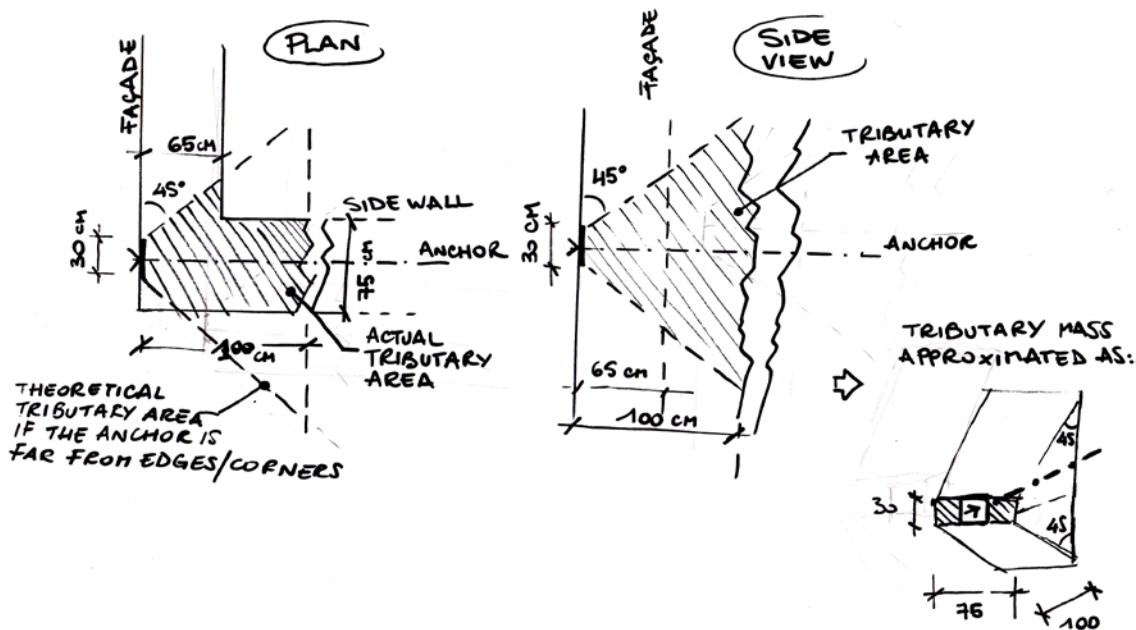 PLAN
FAÇADE
65 CM
45°
30 CM
SIDE WALL
ANCHOR
75 CM
100 CM
ACTUAL
TRIBUTARY
AREA
THEORETICAL
TRIBUTARY AREA
IF THE ANCHOR IS
FAR FROM EDGES/CORNERS
SIDE
VIEW
FAÇADE
TRIBUTARY
AREA
45°
30 CM
ANCHOR
65 CM
100 CM
TRIBUTARY MASS
APPROXIMATED AS:
45
30
45
75
100